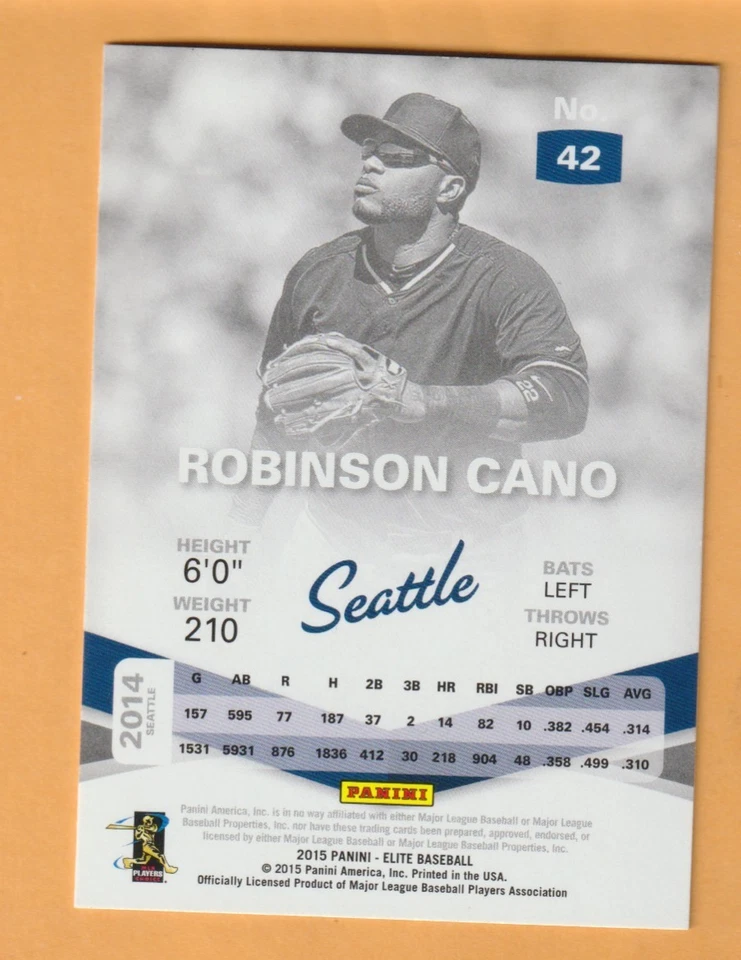 No.
42
22
ROBINSON CANO
HEIGHT
6'0"
WEIGHT
210
Seattle
BATS
LEFT
THROWS
RIGHT
2014
SEATTLE
G AB R H 2B 3B HR RBI SB OBP SLG AVG
157 595 77 187 37 2 14 82 10 .382 .454 .314
1531 5931 876 1836 412 30 218 904 48 .358 .499 .310
PANINI
Panini America, Inc. is in no way affiliated with either Major League Baseball or Major League
Baseball Properties, Inc. nor have these trading cards been prepared, approved, endorsed, or
licensed by either Major League Baseball or Major League Baseball Properties, Inc.
MLB
PLAYERS
CHOICE
2015 PANINI - ELITE BASEBALL
© 2015 Panini America, Inc. Printed in the USA.
Officially Licensed Product of Major League Baseball Players Association